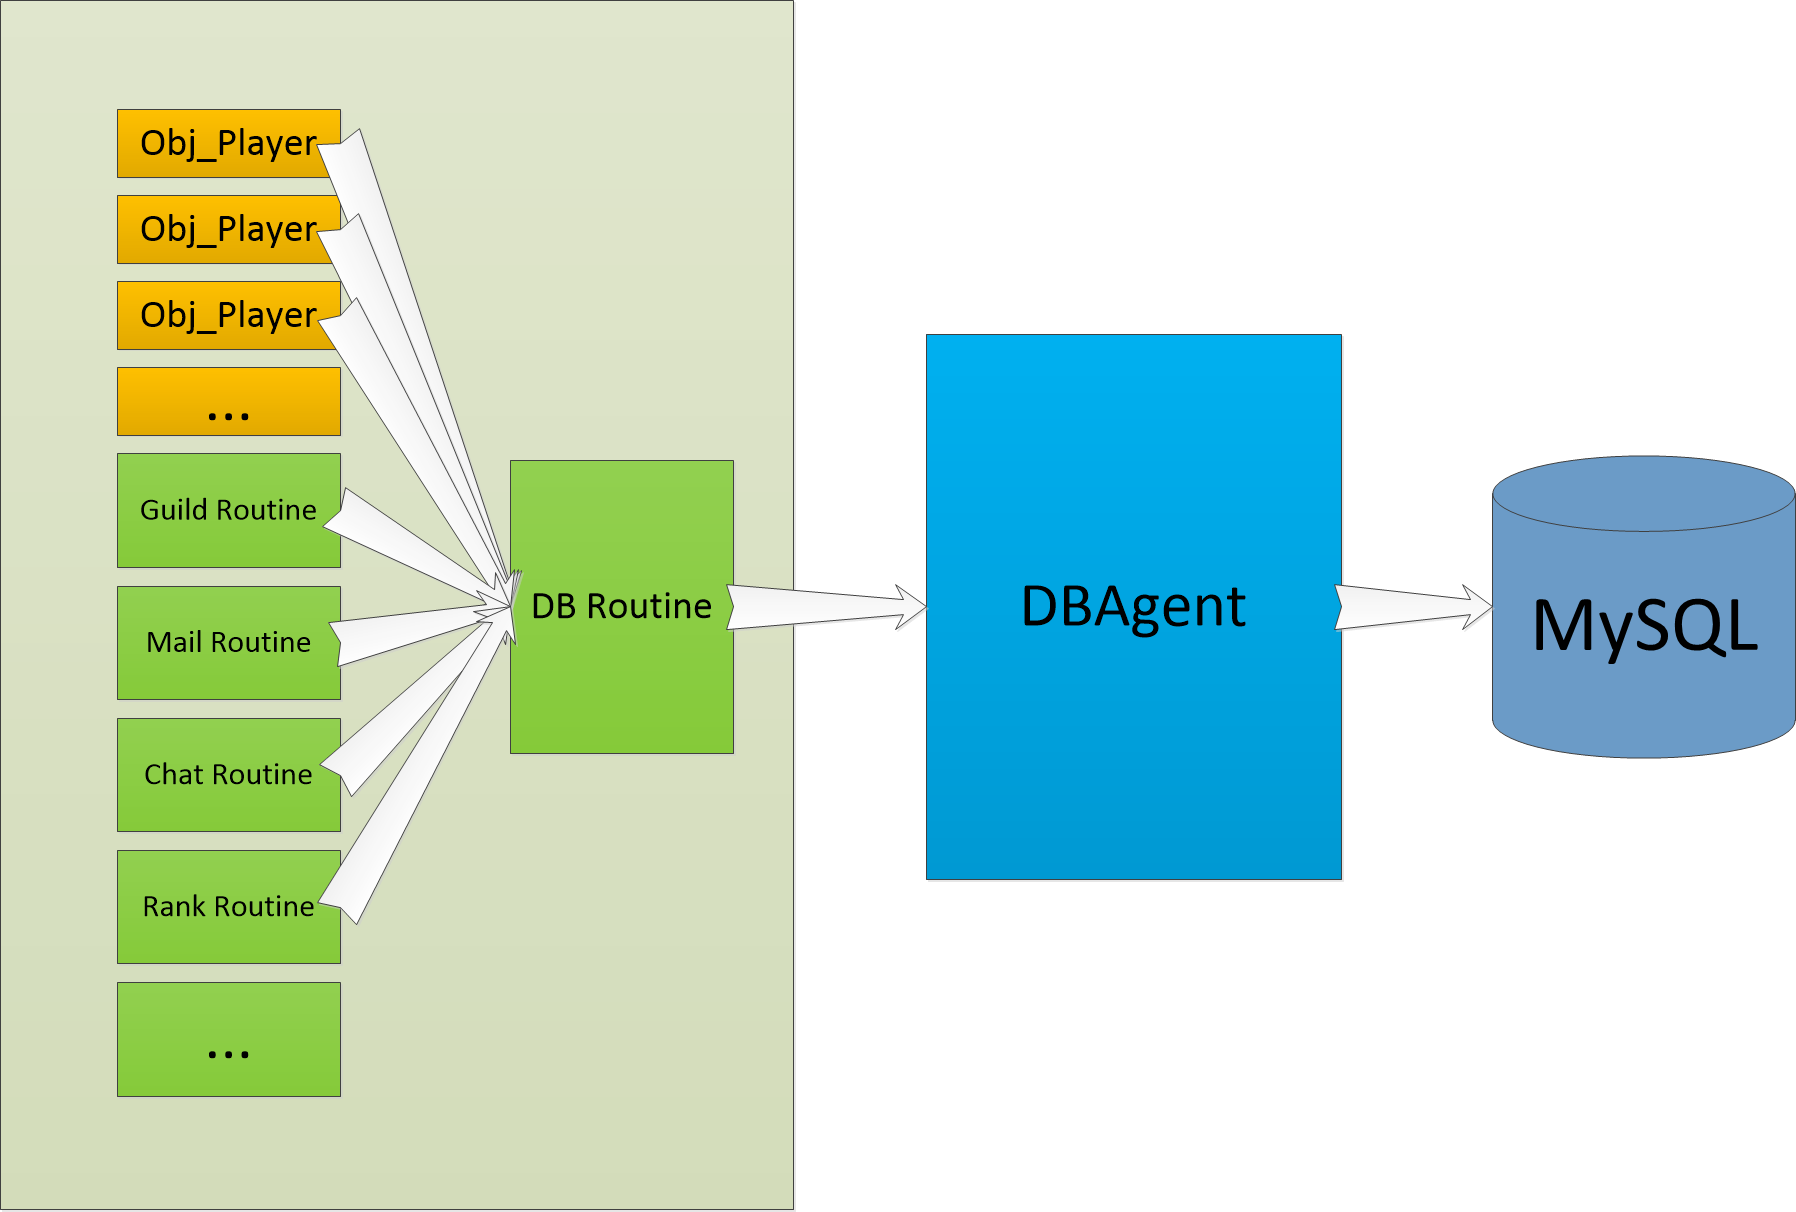 Obj_Player
Obj_Player
Obj_Player
...
Guild Routine
Mail Routine
Chat Routine
Rank Routine
...
DB Routine
DBAgent
MySQL